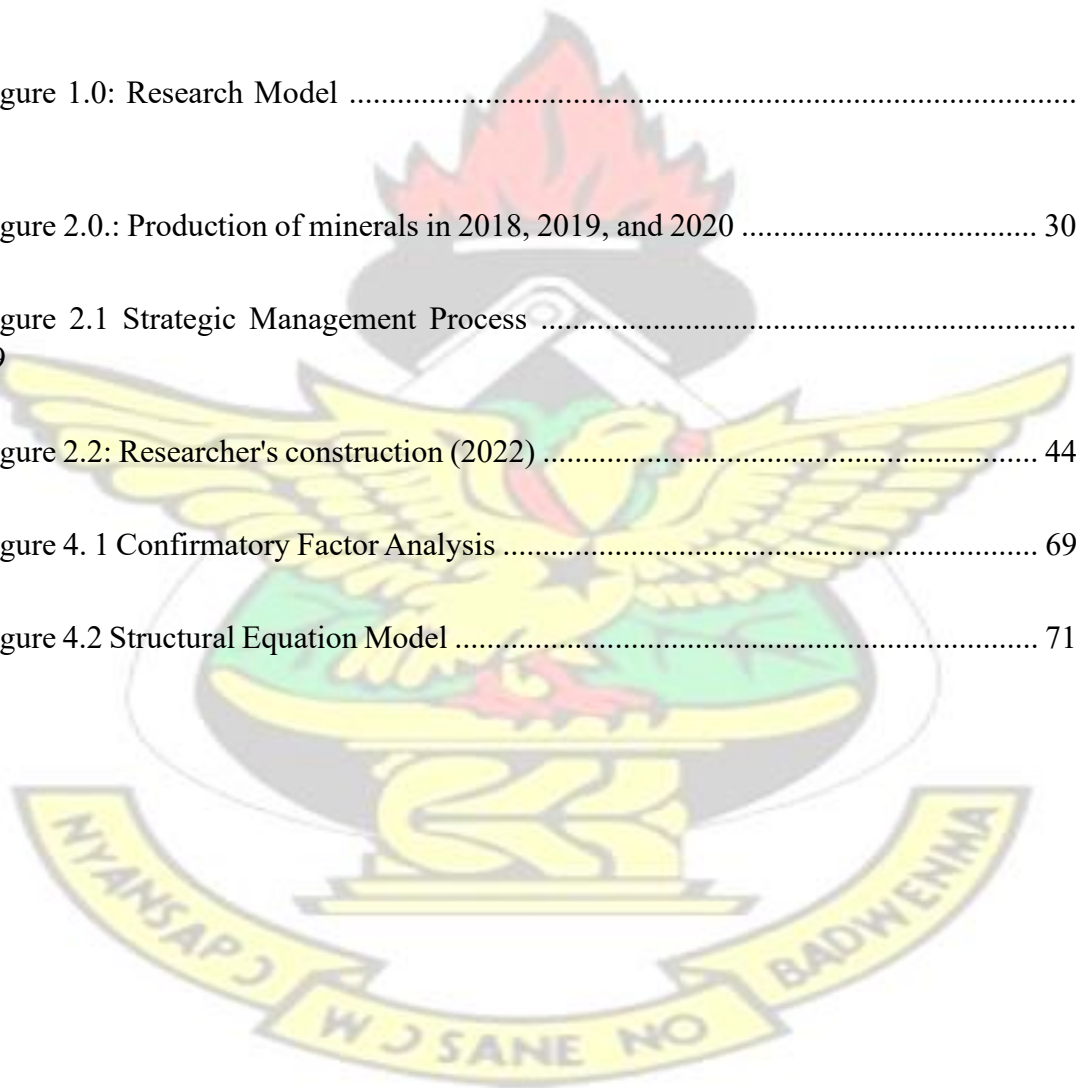 gure 1.0: Research Model ........................................................................................
gure 2.0.: Production of minerals in 2018, 2019, and 2020 .................................... 30
gure 2.1 Strategic Management Process .................................................................
9
gure 2.2: Researcher's construction (2022) ............................................................. 44
gure 4. 1 Confirmatory Factor Analysis .................................................................. 69
gure 4.2 Structural Equation Model ........................................................................ 71
NYANSAPƆ
WƆSANE NO
BADWENMA